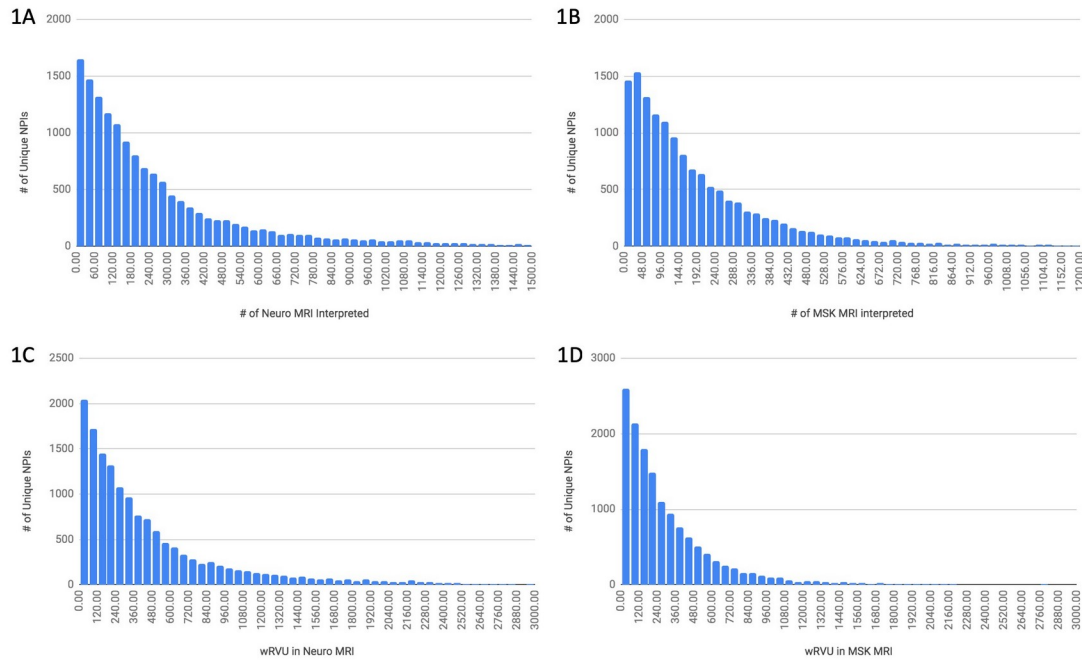 1A
2000
1500
1000
500
0
# of Unique NPIs
0.00 60.00 120.00 180.00 240.00 300.00 360.00 420.00 480.00 540.00 600.00 660.00 720.00 780.00 840.00 900.00 960.00 1020.00 1080.00 1140.00 1200.00 1260.00 1320.00 1380.00 1440.00 1500.00
# of Neuro MRI Interpreted
1B
2000
1500
1000
500
0
# of Unique NPIs
0.00 48.00 96.00 144.00 192.00 240.00 288.00 336.00 384.00 432.00 480.00 528.00 576.00 624.00 672.00 720.00 768.00 816.00 864.00 912.00 960.00 1008.00 1056.00 1104.00 1152.00 1200.00
# of MSK MRI interpreted
1C
2500
2000
1500
1000
500
0
# of Unique NPIs
0.00 120.00 240.00 360.00 480.00 600.00 720.00 840.00 960.00 1080.00 1200.00 1320.00 1440.00 1560.00 1680.00 1800.00 1920.00 2040.00 2160.00 2280.00 2400.00 2520.00 2640.00 2760.00 2880.00 3000.00
wRVU in Neuro MRI
1D
3000
2000
1000
0
# of Unique NPIs
0.00 120.00 240.00 360.00 480.00 600.00 720.00 840.00 960.00 1080.00 1200.00 1320.00 1440.00 1560.00 1680.00 1800.00 1920.00 2040.00 2160.00 2280.00 2400.00 2520.00 2640.00 2760.00 2880.00 3000.00
wRVU in MSK MRI